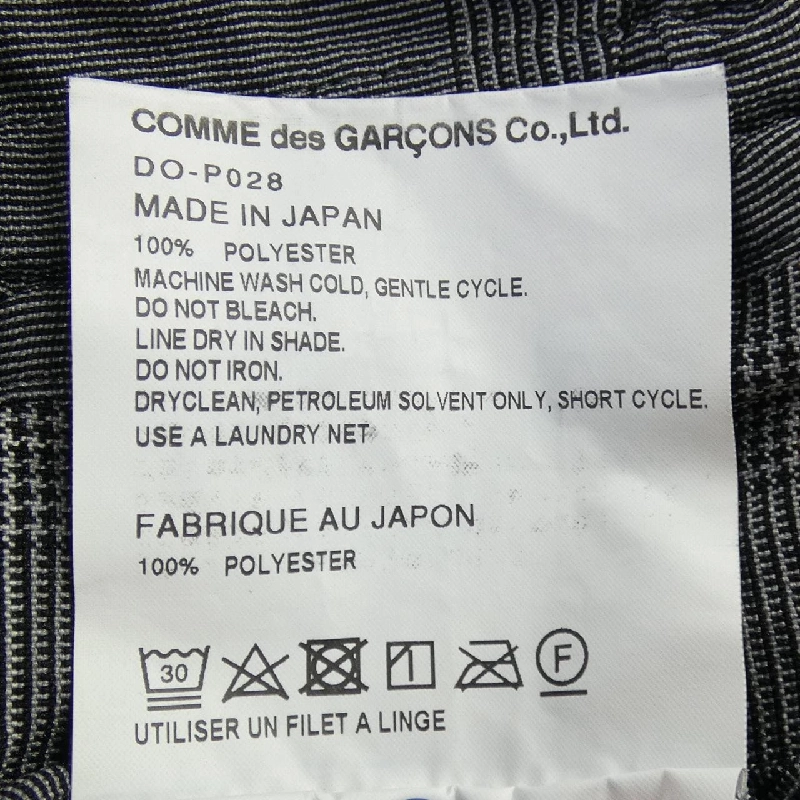 COMME des GARÇONS Co.,Ltd.
DO-P028
MADE IN JAPAN
100% POLYESTER
MACHINE WASH COLD, GENTLE CYCLE.
DO NOT BLEACH.
LINE DRY IN SHADE.
DO NOT IRON.
DRYCLEAN, PETROLEUM SOLVENT ONLY, SHORT CYCLE.
USE A LAUNDRY NET
FABRIQUE AU JAPON
100% POLYESTER
30 F
UTILISER UN FILET A LINGE